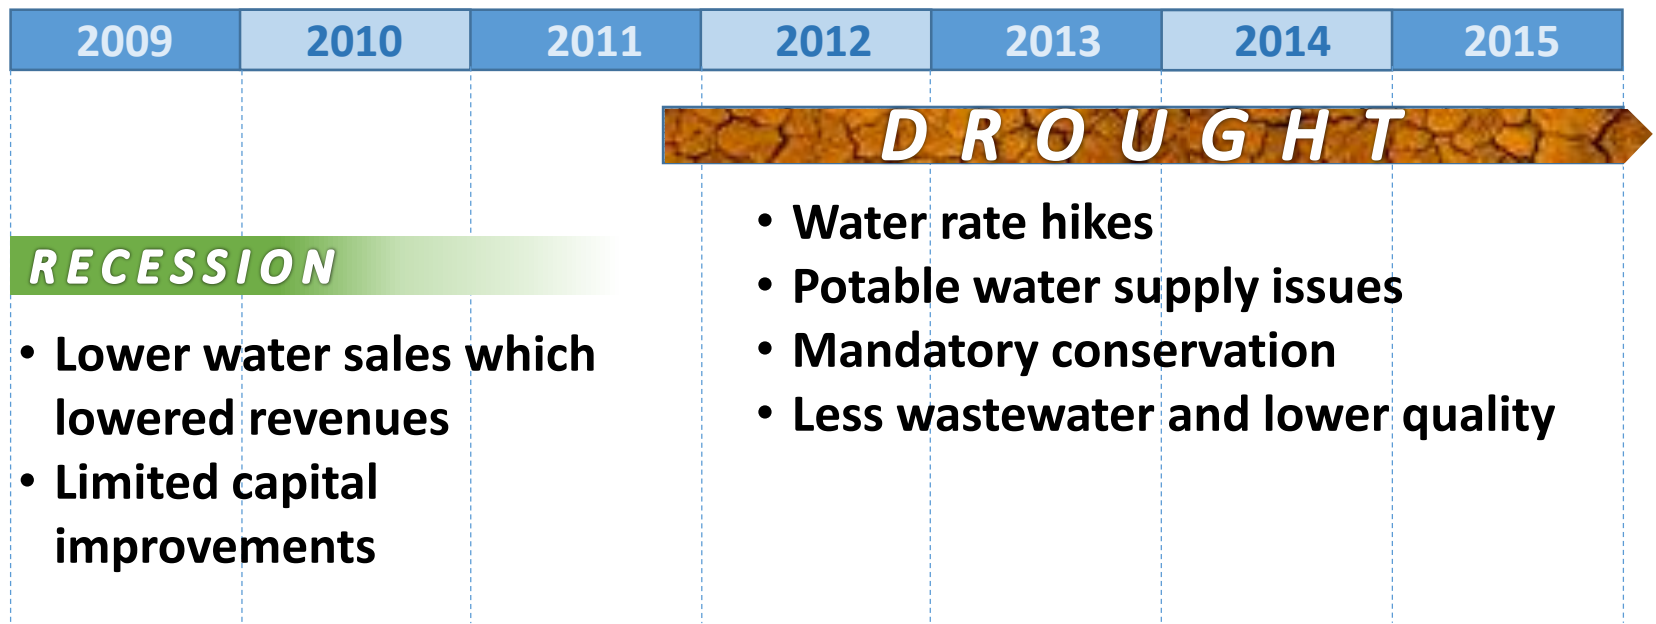 2009 2010 2011 2012 2013 2014 2015
DROUGHT
RECESSION
• Lower water sales which
lowered revenues
• Limited capital
improvements
• Water rate hikes
• Potable water supply issues
• Mandatory conservation
• Less wastewater and lower quality